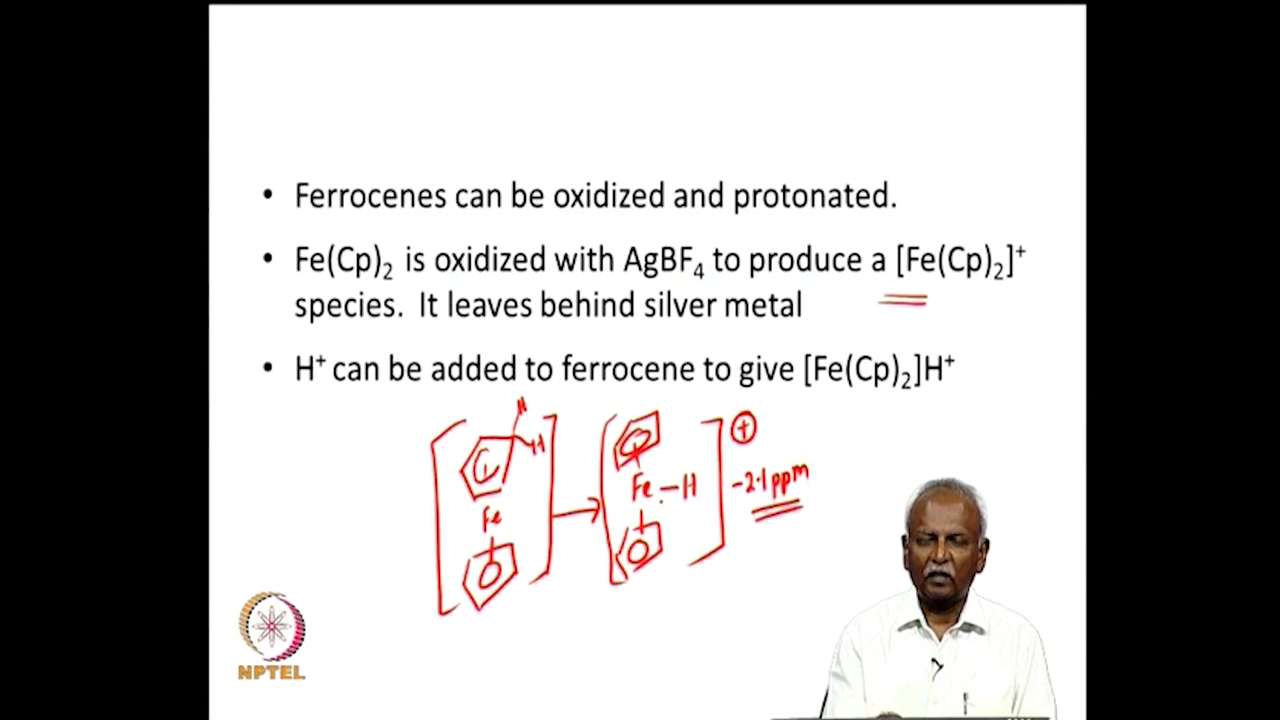 • Ferrocenes can be oxidized and protonated.
• Fe(Cp)₂ is oxidized with AgBF₄ to produce a [Fe(Cp)₂]⁺
species. It leaves behind silver metal
• H⁺ can be added to ferrocene to give [Fe(Cp)₂]H⁺
H
H
Fe
Fe–H
+
-2.1 ppm
NPTEL